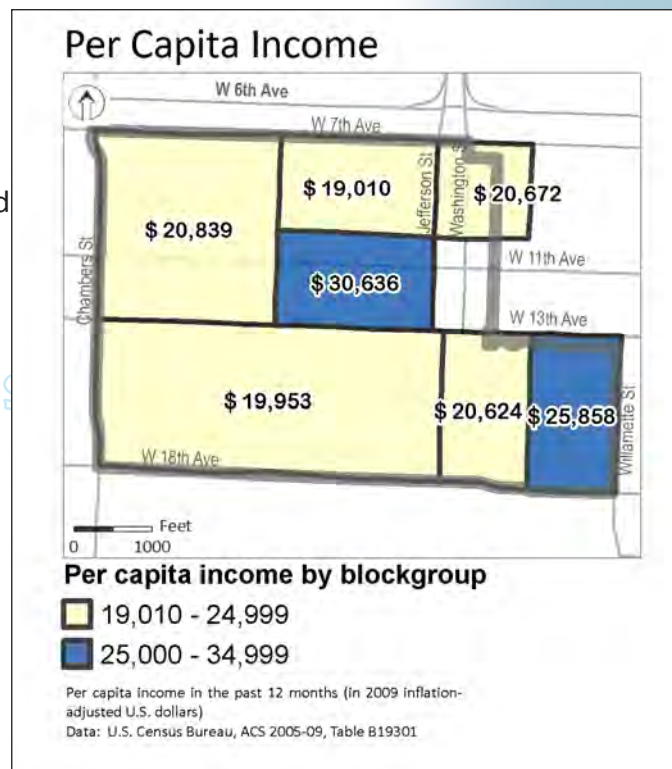 Per Capita Income
W 6th Ave
W 7th Ave
Jefferson St
Washington S
$ 19,010
$ 20,672
d
$ 20,839
Chambers St
W 11th Ave
$ 30,636
W 13th Ave
$ 19,953
$ 20,624
$ 25,858
Willamette St
W 18th Ave
Feet
0 1000
Per capita income by blockgroup
19,010 - 24,999
25,000 - 34,999
Per capita income in the past 12 months (in 2009 inflation-
adjusted U.S. dollars)
Data: U.S. Census Bureau, ACS 2005-09, Table B19301